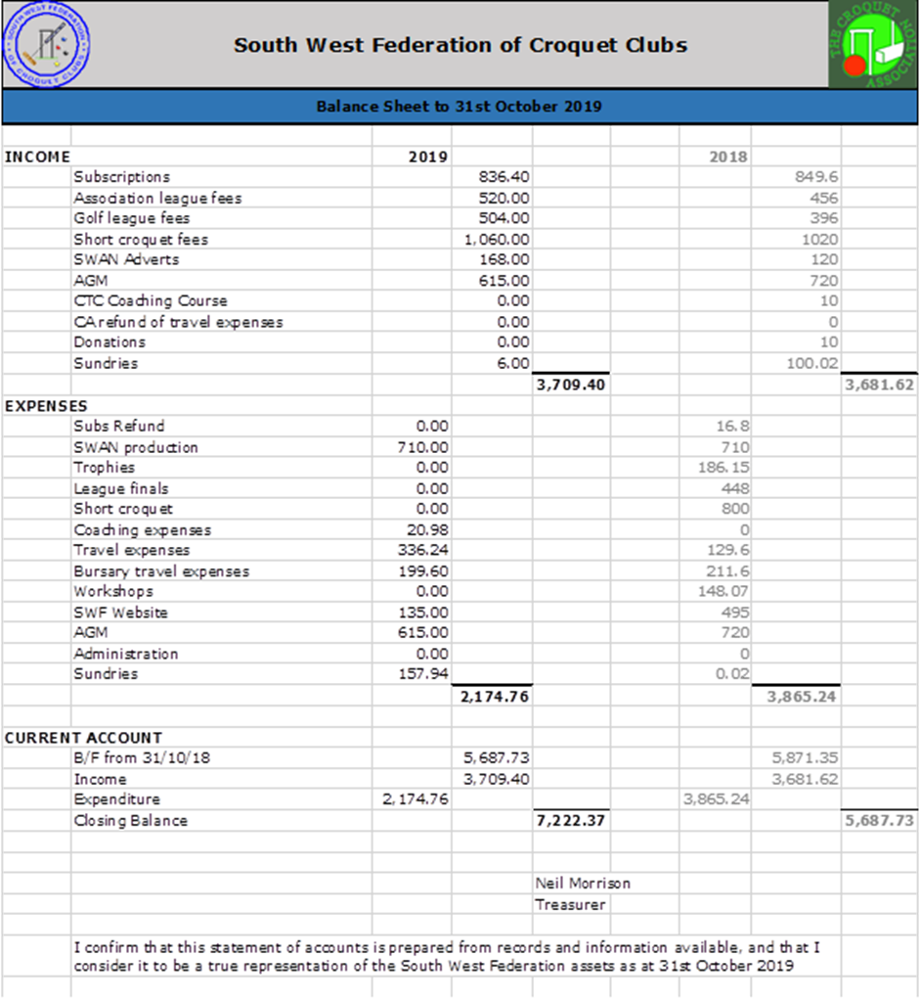 SOUTH WEST FEDERATION
OF CROQUET CLUBS
South West Federation of Croquet Clubs
THE CROQUET ASSOCIATION
Balance Sheet to 31st October 2019
INCOME 2019 2018
Subscriptions 836.40 849.6
Association league fees 520.00 456
Golf league fees 504.00 396
Short croquet fees 1,060.00 1020
SWAN Adverts 168.00 120
AGM 615.00 720
CTC Coaching Course 0.00 10
CA refund of travel expenses 0.00 0
Donations 0.00 10
Sundries 6.00 100.02
3,709.40 3,681.62
EXPENSES
Subs Refund 0.00 16.8
SWAN production 710.00 710
Trophies 0.00 186.15
League finals 0.00 448
Short croquet 0.00 800
Coaching expenses 20.98 0
Travel expenses 336.24 129.6
Bursary travel expenses 199.60 211.6
Workshops 0.00 148.07
SWF Website 135.00 495
AGM 615.00 720
Administration 0.00 0
Sundries 157.94 0.02
2,174.76 3,865.24
CURRENT ACCOUNT
B/F from 31/10/18 5,687.73 5,871.35
Income 3,709.40 3,681.62
Expenditure 2,174.76 3,865.24
Closing Balance 7,222.37 5,687.73
Neil Morrison
Treasurer
I confirm that this statement of accounts is prepared from records and information available, and that I
consider it to be a true representation of the South West Federation assets as at 31st October 2019